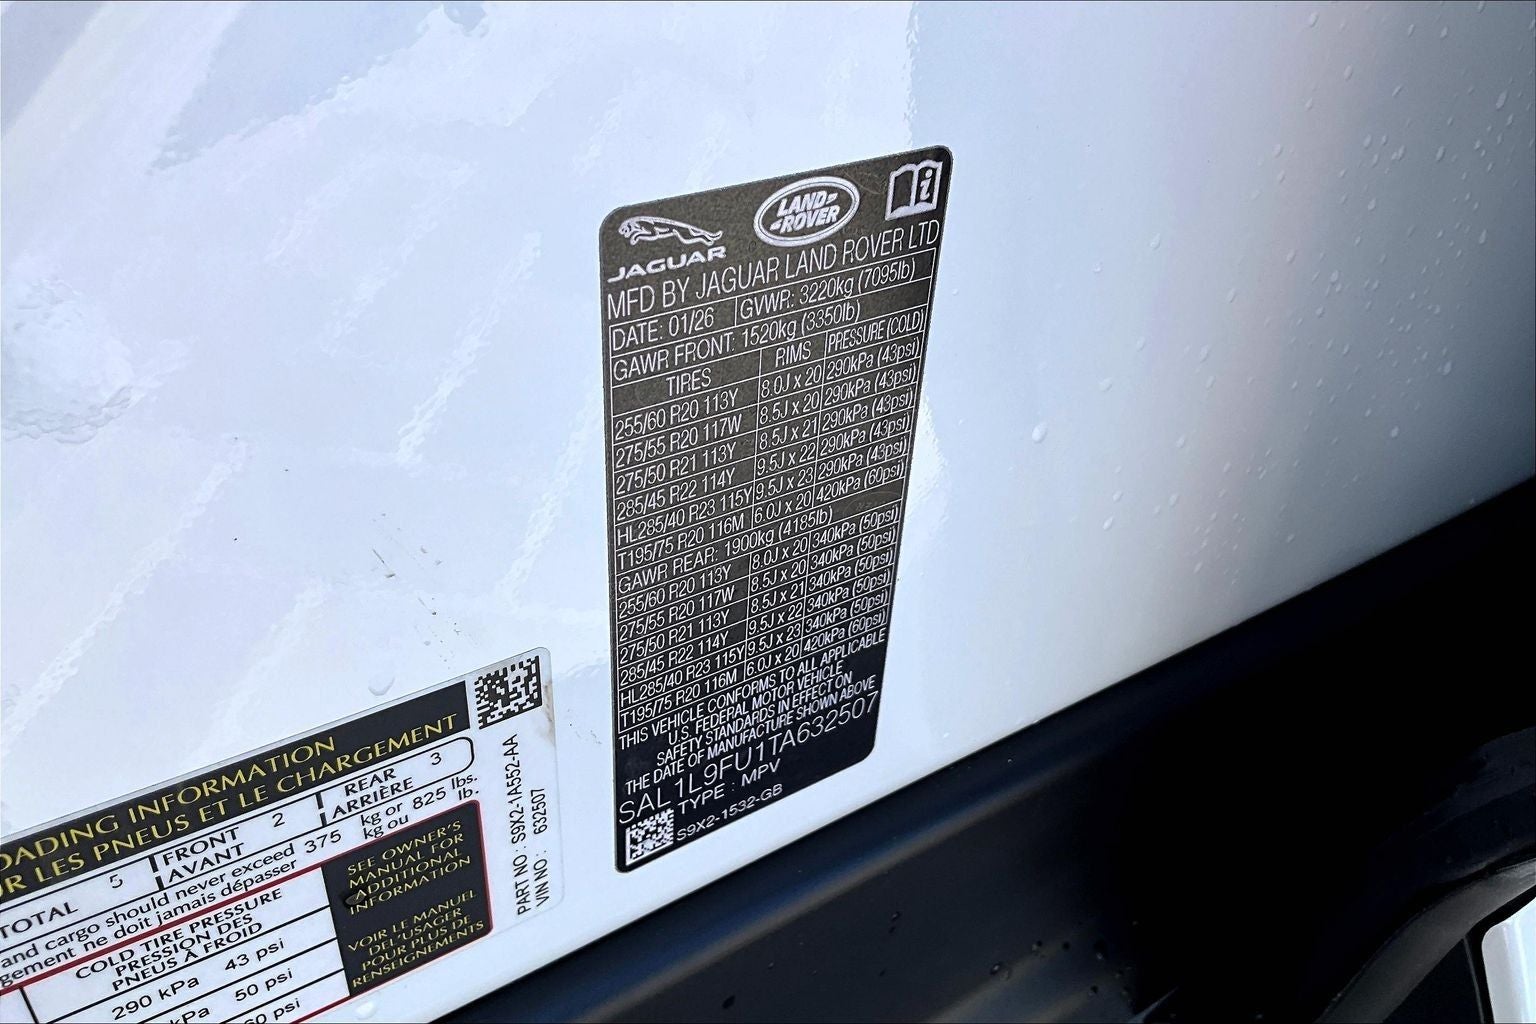 JAGUAR
LAND-
-ROVER
MFD BY JAGUAR LAND ROVER LTD
DATE: 01/26 GVWR: 3220kg (7095lb)
GAWR FRONT: 1520kg (3350lb)
TIRES RIMS PRESSURE(COLD)
255/60 R20 113Y 8.0J x 20 290kPa (43psi)
275/55 R20 117W 8.5J x 20 290kPa (43psi)
275/50 R21 113Y 8.5J x 21 290kPa (43psi)
285/45 R22 114Y 9.5J x 22 290kPa (43psi)
HL285/40 R23 115Y 9.5J x 23 290kPa (43psi)
T195/75 R20 116M 6.0J x 20 420kPa (60psi)
GAWR REAR: 1900kg (4185lb)
255/60 R20 113Y 8.0J x 20 340kPa (50psi)
275/55 R20 117W 8.5J x 20 340kPa (50psi)
275/50 R21 113Y 8.5J x 21 340kPa (50psi)
285/45 R22 114Y 9.5J x 22 340kPa (50psi)
HL285/40 R23 115Y 9.5J x 23 340kPa (50psi)
T195/75 R20 116M 6.0J x 20 420kPa (60psi)
THIS VEHICLE CONFORMS TO ALL APPLICABLE
U.S. FEDERAL MOTOR VEHICLE
SAFETY STANDARDS IN EFFECT ON
THE DATE OF MANUFACTURE SHOWN ABOVE
SAL1L9FU1TA632507
TYPE : MPV
S9X2-1532-GB
INFORMATION
PNEUS ET LE CHARGEMENT
TOTAL 5 FRONT 2 REAR 3
AVANT ARRIÈRE
and cargo should never exceed 375 kg or 825 lbs.
ne doit jamais dépasser kg ou lb.
COLD TIRE PRESSURE
PRESSION DES
PNEUS À FROID
290 kPa 43 psi
kPa 50 psi
psi
SEE OWNER'S
MANUAL FOR
ADDITIONAL
INFORMATION
VOIR LE MANUEL
DE L'USAGER
POUR PLUS DE
RENSEIGNEMENTS
PART NO : S9X2-1A552-AA
VIN NO : 632507